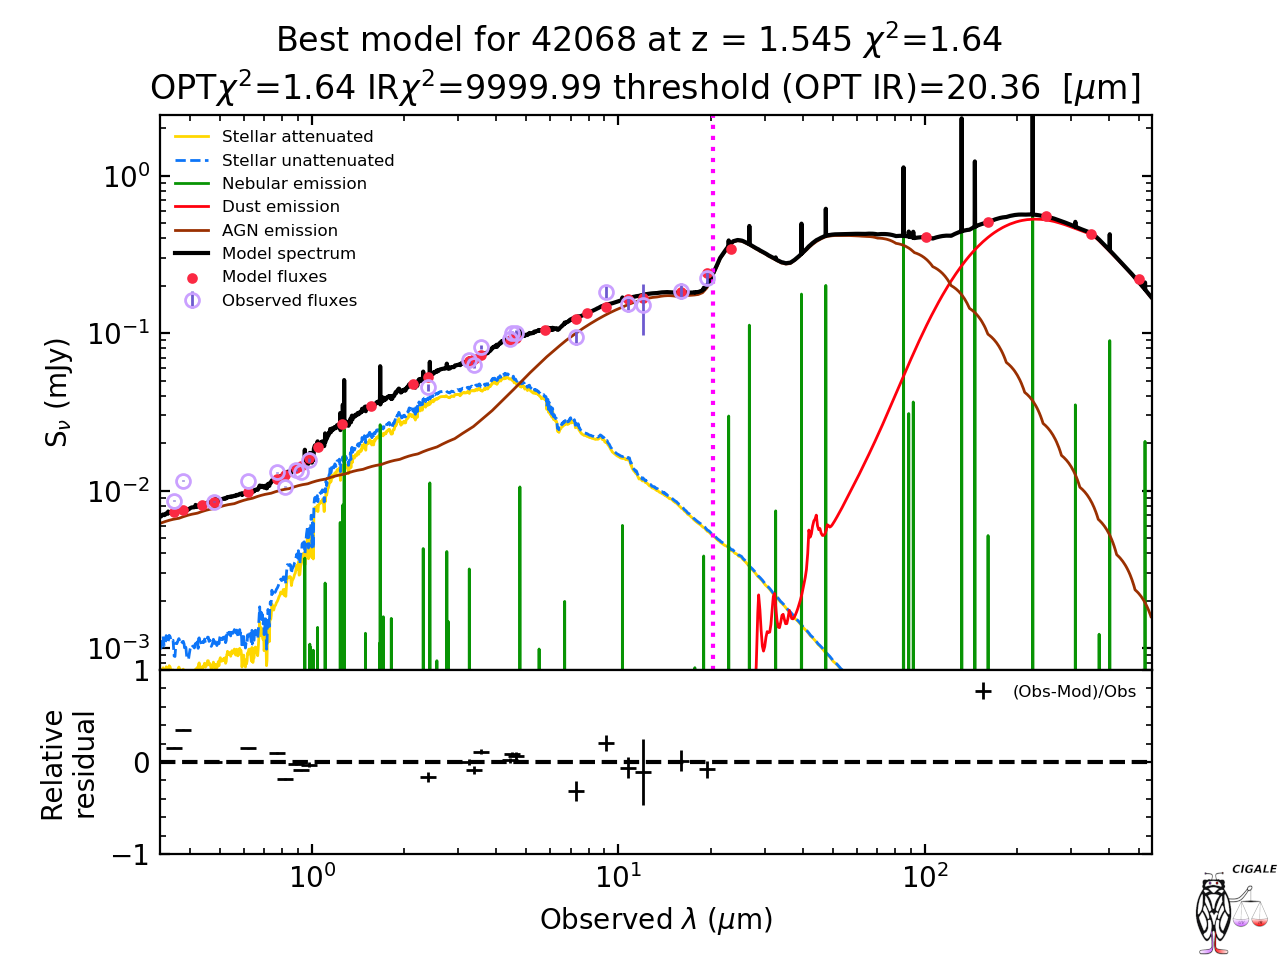 Best model for 42068 at z = 1.545 χ²=1.64
OPTχ²=1.64 IRχ²=9999.99 threshold (OPT IR)=20.36 [μm]
Stellar attenuated
Stellar unattenuated
Nebular emission
Dust emission
AGN emission
Model spectrum
Model fluxes
Observed fluxes
10⁰
10⁻¹
10⁻²
10⁻³
S_ν (mJy)
(Obs-Mod)/Obs
1
0
−1
Relative
residual
10⁰ 10¹ 10²
Observed λ (μm)
CIGALE